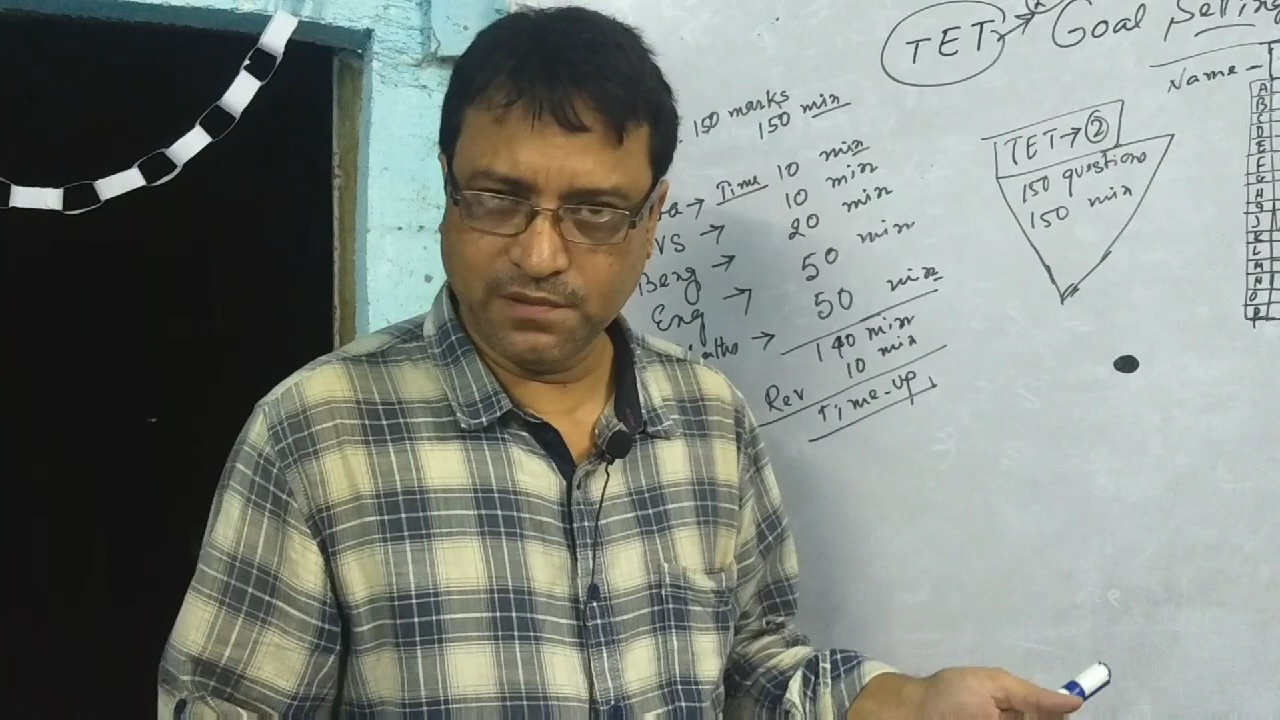 TET → Goal Setting
Name -
150 marks
150 min
Time 10 min
VS → 10 min
Beng → 20 min
Eng → 50 min
→ 50 min
140 min
Rev 10 min
Time-up
TET → 2
150 questions
150 min
A
B
C
D
E
F
G
H
I
J
K
L
M
N
O
P